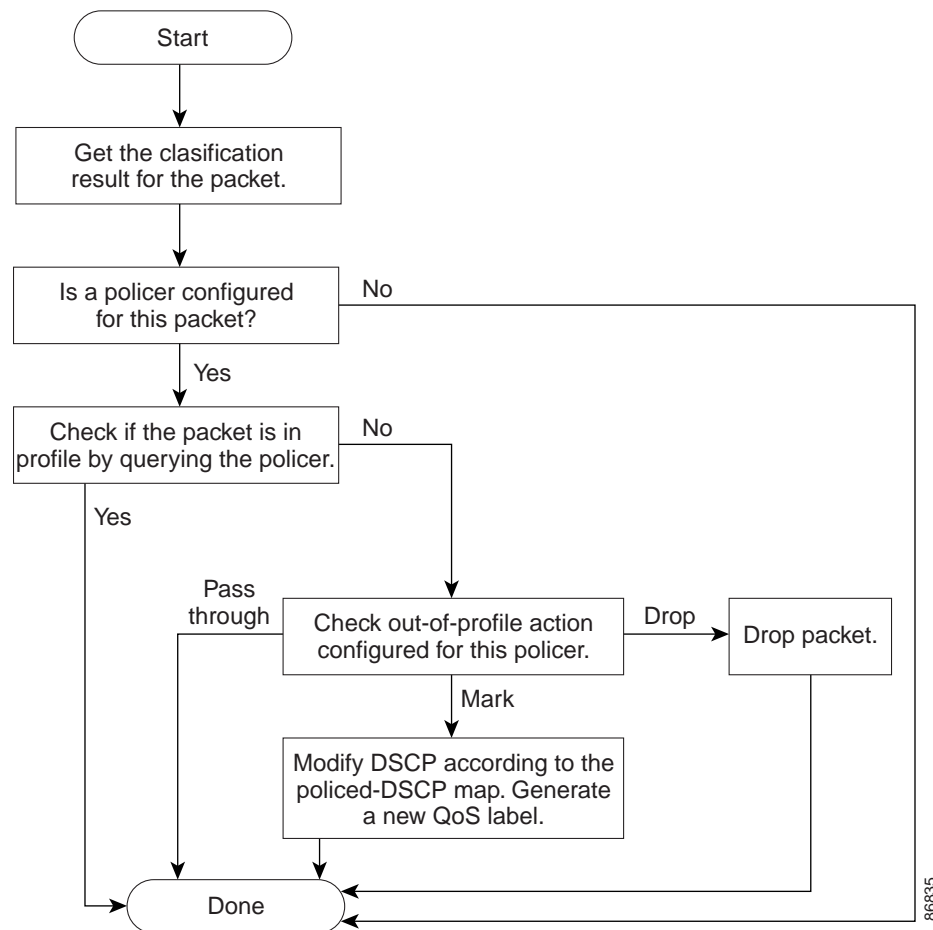 Start
Get the clasification
result for the packet.
Is a policer configured
for this packet?
No
Yes
Check if the packet is in
profile by querying the policer.
No
Yes
Pass
through
Check out-of-profile action
configured for this policer.
Drop
Drop packet.
Mark
Modify DSCP according to the
policed-DSCP map. Generate
a new QoS label.
Done
86835